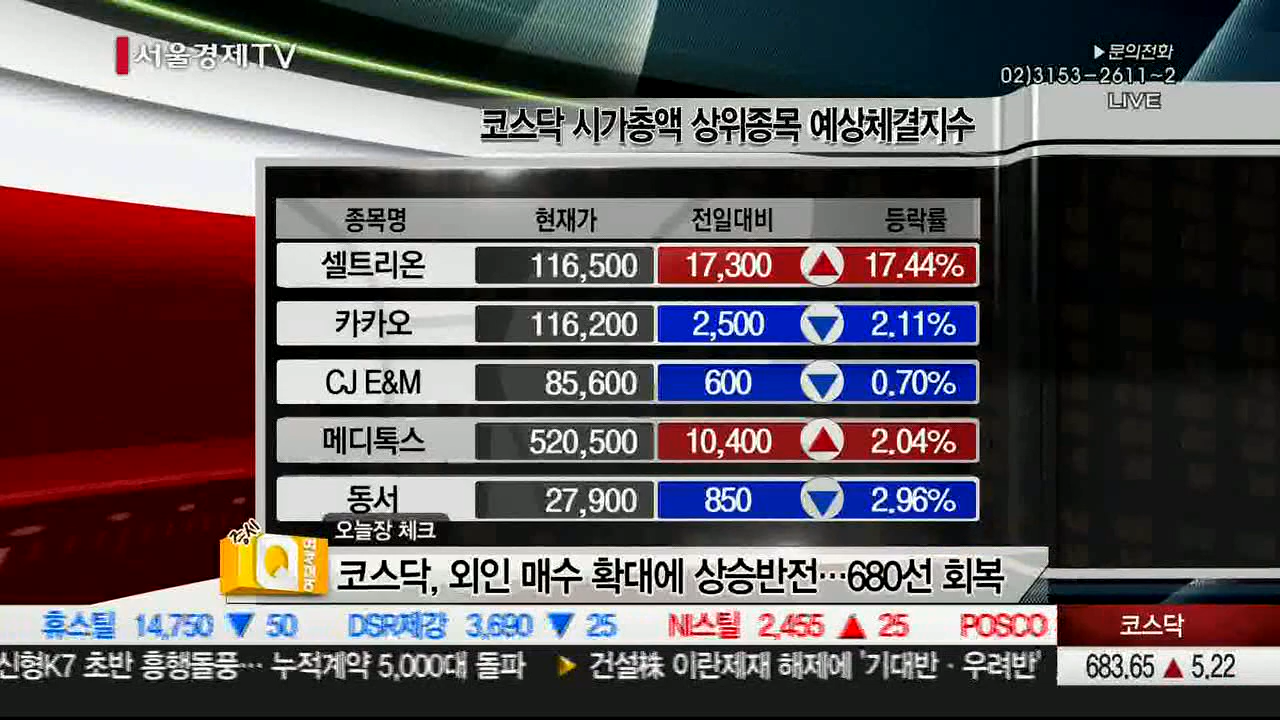 서울경제TV
▶문의전화
02)3153-2611~2
LIVE
코스닥 시가총액 상위종목 예상체결지수
종목명 현재가 전일대비 등락률
셀트리온 116,500 17,300 ▲ 17.44%
카카오 116,200 2,500 ▼ 2.11%
CJ E&M 85,600 600 ▼ 0.70%
메디톡스 520,500 10,400 ▲ 2.04%
동서 27,900 850 ▼ 2.96%
오늘장 체크
증시 Q
코스닥, 외인 매수 확대에 상승반전…680선 회복
휴스틸 14,750 ▼ 50 DSR제강 3,690 ▼ 25 NI스틸 2,455 ▲ 25 POSCO
코스닥
신형K7 초반 흥행돌풍… 누적계약 5,000대 돌파 ▶ 건설株 이란제재 해제에 '기대반·우려반'
683.65 ▲ 5.22